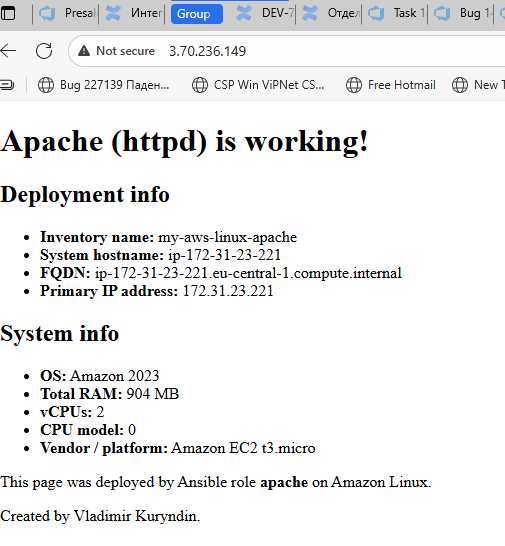 Presal
Интег
Group
DEV-7
Отдел
Task 1
Bug 1
Not secure 3.70.236.149
Bug 227139 Паден...
CSP Win ViPNet CS...
Free Hotmail
New T
Apache (httpd) is working!
Deployment info
Inventory name: my-aws-linux-apache
System hostname: ip-172-31-23-221
FQDN: ip-172-31-23-221.eu-central-1.compute.internal
Primary IP address: 172.31.23.221
System info
OS: Amazon 2023
Total RAM: 904 MB
vCPUs: 2
CPU model: 0
Vendor / platform: Amazon EC2 t3.micro
This page was deployed by Ansible role apache on Amazon Linux.
Created by Vladimir Kuryndin.